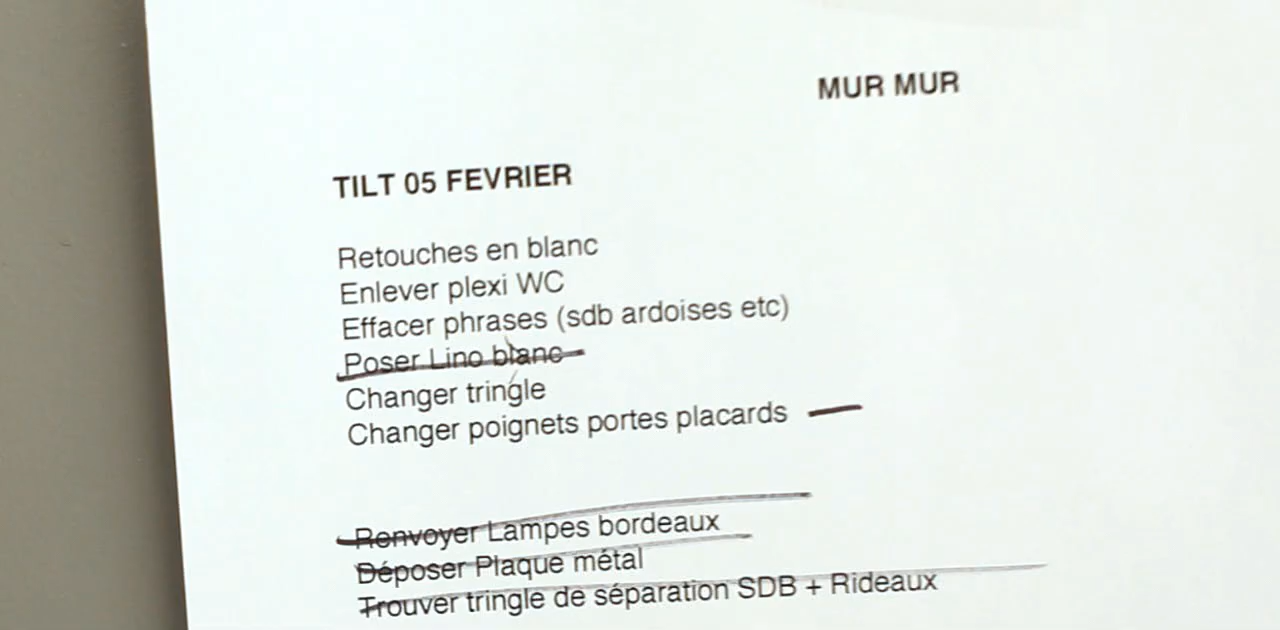 MUR MUR
TILT 05 FEVRIER
Retouches en blanc
Enlever plexi WC
Effacer phrases (sdb ardoises etc)
Poser Lino blanc
Changer tringle
Changer poignets portes placards
Renvoyer Lampes bordeaux
Déposer Plaque métal
Trouver tringle de séparation SDB + Rideaux